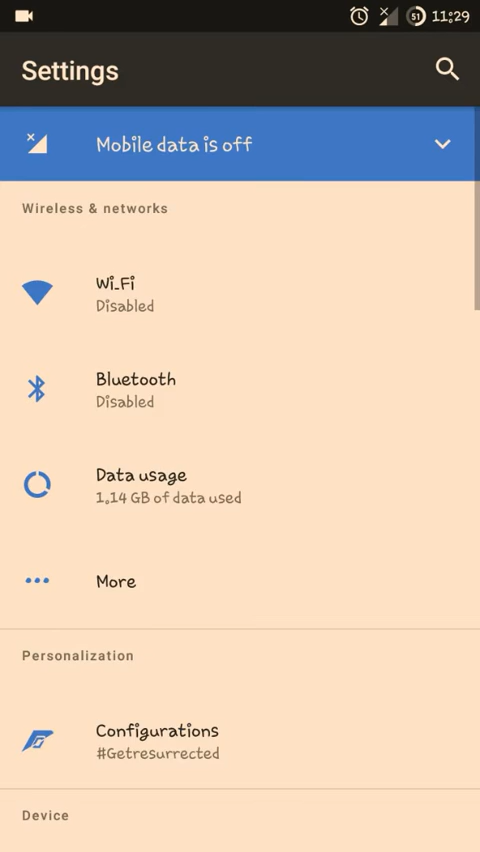 51 11:29
Settings
Mobile data is off
Wireless & networks
Wi-Fi
Disabled
Bluetooth
Disabled
Data usage
1.14 GB of data used
More
Personalization
Configurations
#Getresurrected
Device